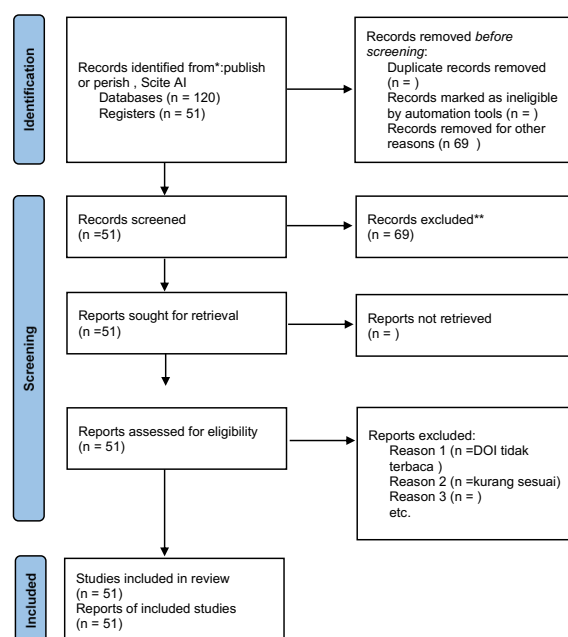 Identification
Records identified from*:publish
or perish , Scite AI
Databases (n = 120)
Registers (n = 51)
Records removed before
screening:
Duplicate records removed
(n = )
Records marked as ineligible
by automation tools (n = )
Records removed for other
reasons (n 69  )
Screening
Records screened
(n =51)
Records excluded**
(n = 69)
Reports sought for retrieval
(n =51)
Reports not retrieved
(n = )
Reports assessed for eligibility
(n = 51)
Reports excluded:
Reason 1 (n =DOI tidak
terbaca )
Reason 2 (n =kurang sesuai)
Reason 3 (n = )
etc.
Included
Studies included in review
(n = 51)
Reports of included studies
(n = 51)